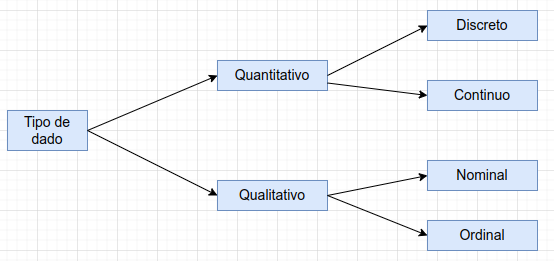 Tipo de
dado
Quantitativo
Qualitativo
Discreto
Continuo
Nominal
Ordinal